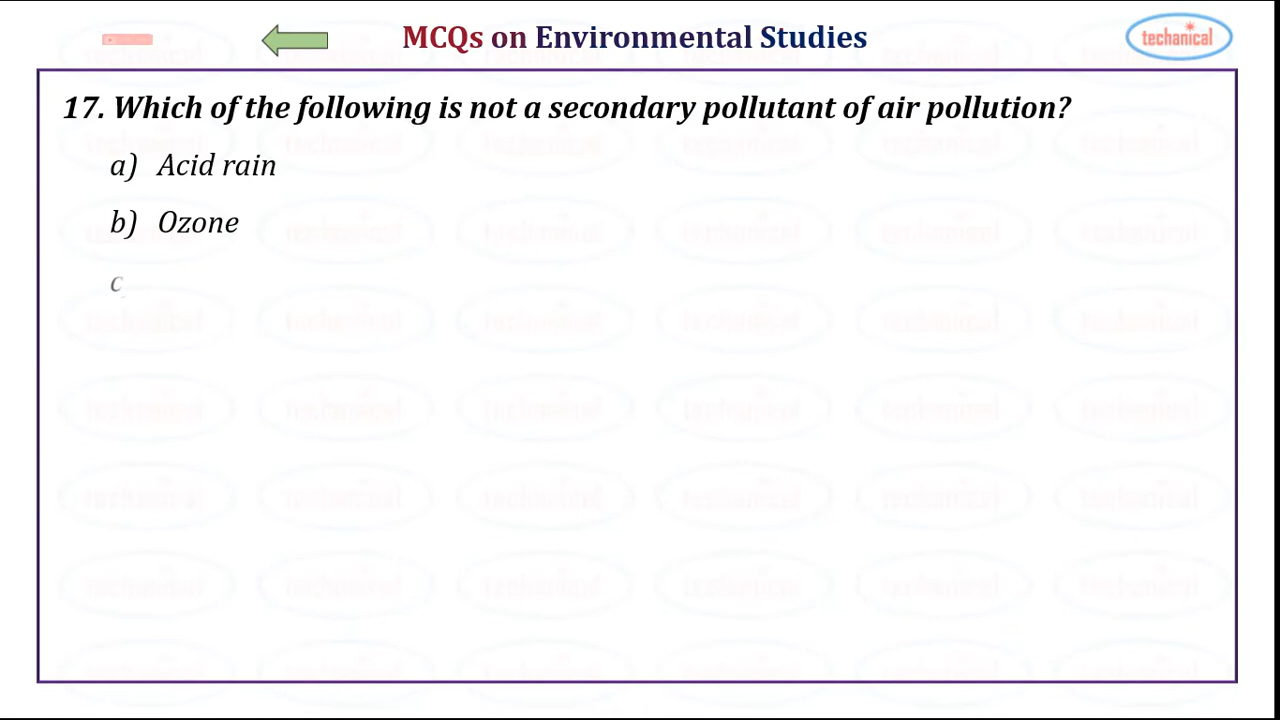 MCQs on Environmental Studies
techanical
17. Which of the following is not a secondary pollutant of air pollution?
a) Acid rain
b) Ozone
c